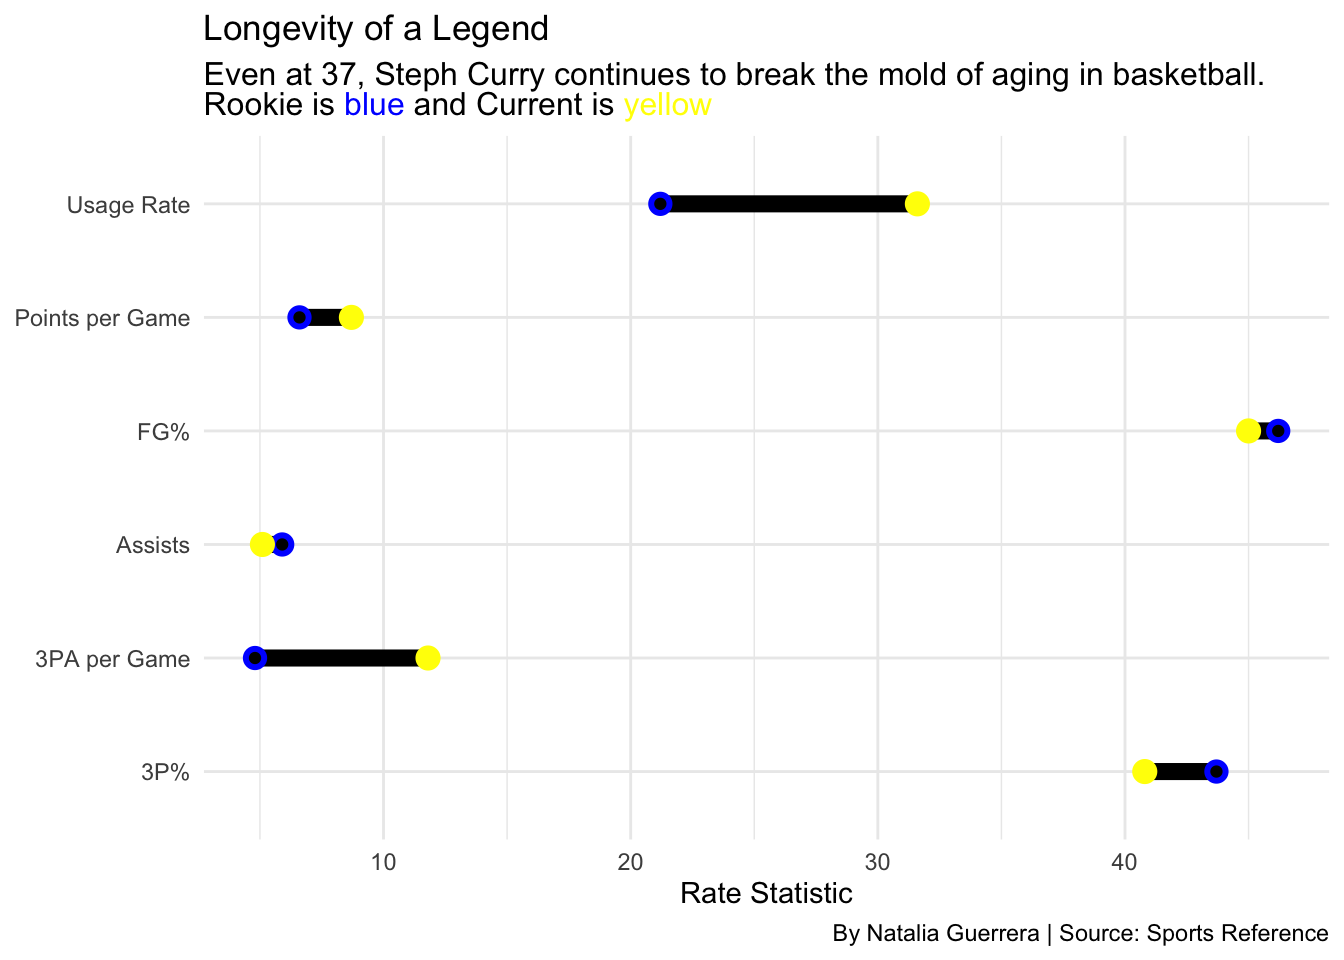 Longevity of a Legend
Even at 37, Steph Curry continues to break the mold of aging in basketball.
Rookie is blue and Current is yellow
Usage Rate
Points per Game
FG%
Assists
3PA per Game
3P%
10 20 30 40
Rate Statistic
By Natalia Guerrera | Source: Sports Reference